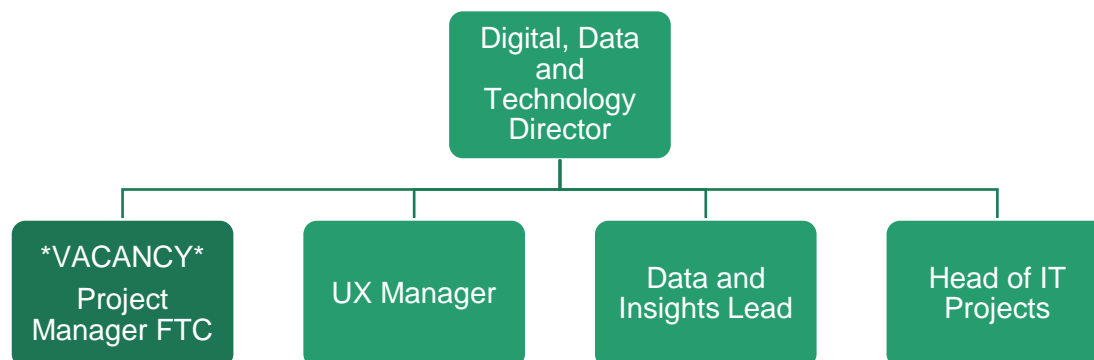 Digital, Data
and
Technology
Director
*VACANCY*
Project
Manager FTC
UX Manager
Data and
Insights Lead
Head of IT
Projects